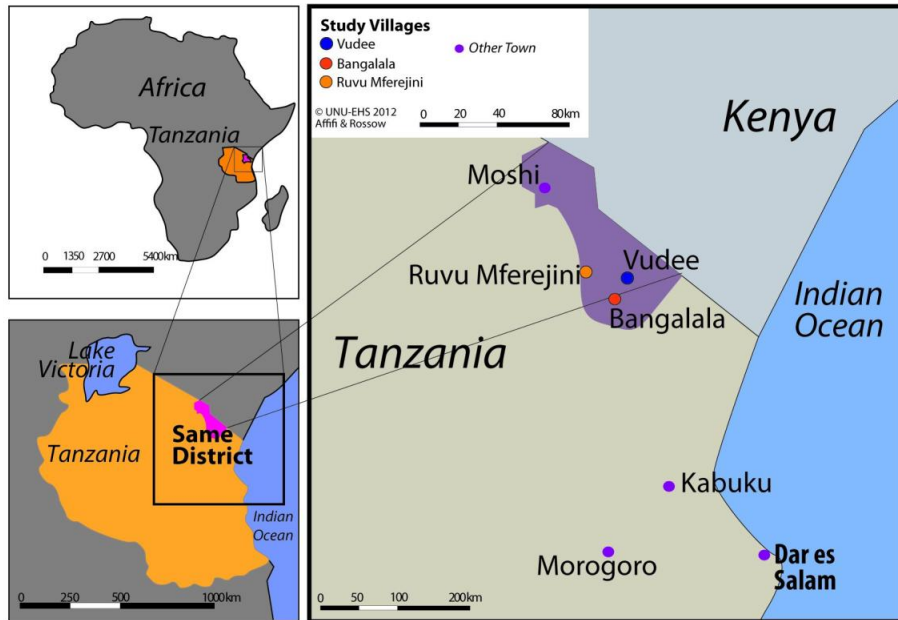 Africa
Tanzania
0 1350 2700 5400km
Lake
Victoria
Tanzania
Same
District
Indian
Ocean
0 250 500 1000km
Study Villages
Vudee
Bangalala
Ruvu Mferejini
Other Town
© UNU-EHS 2012
Affifi & Rossow
0 20 40 80km
Kenya
Moshi
Ruvu Mferejini
Vudee
Bangalala
Indian
Ocean
Tanzania
Kabuku
Morogoro
Dar es
Salam
0 50 100 200km